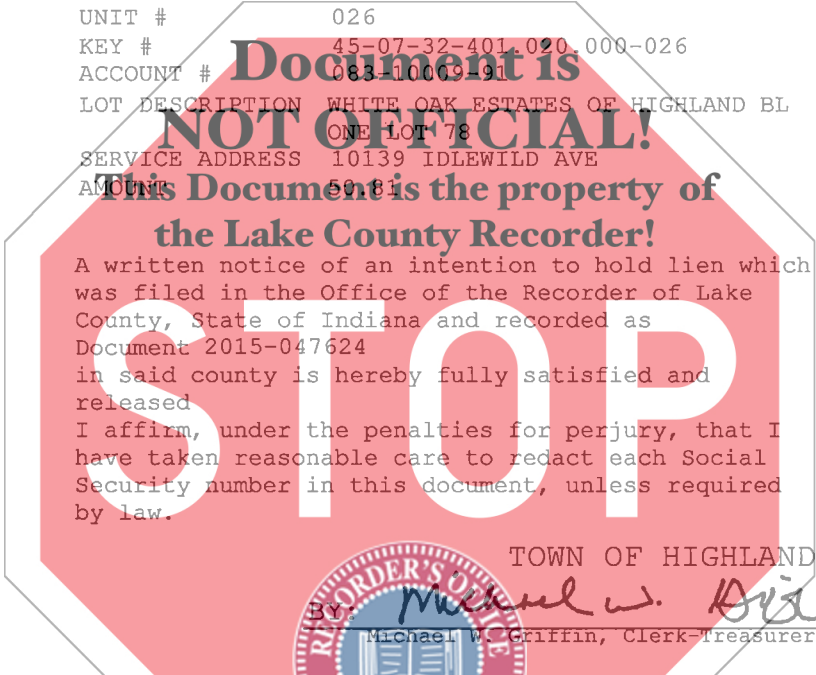 UNIT # 026
KEY # 45-07-32-401.020.000-026
Document is
ACCOUNT # 083-10009-91
LOT DESCRIPTION WHITE OAK ESTATES OF HIGHLAND BL
NOT OFFICIAL!
ONE LOT 78
SERVICE ADDRESS 10139 IDLEWILD AVE
AMOUNT 50.81
This Document is the property of
the Lake County Recorder!
A written notice of an intention to hold lien which
was filed in the Office of the Recorder of Lake
County, State of Indiana and recorded as
Document 2015-047624
in said county is hereby fully satisfied and
released
I affirm, under the penalties for perjury, that I
have taken reasonable care to redact each Social
Security number in this document, unless required
by law.
STOP
TOWN OF HIGHLAND
RECORDER'S OFFICE
BY: Michael W.
Michael W. Griffin, Clerk-Treasurer